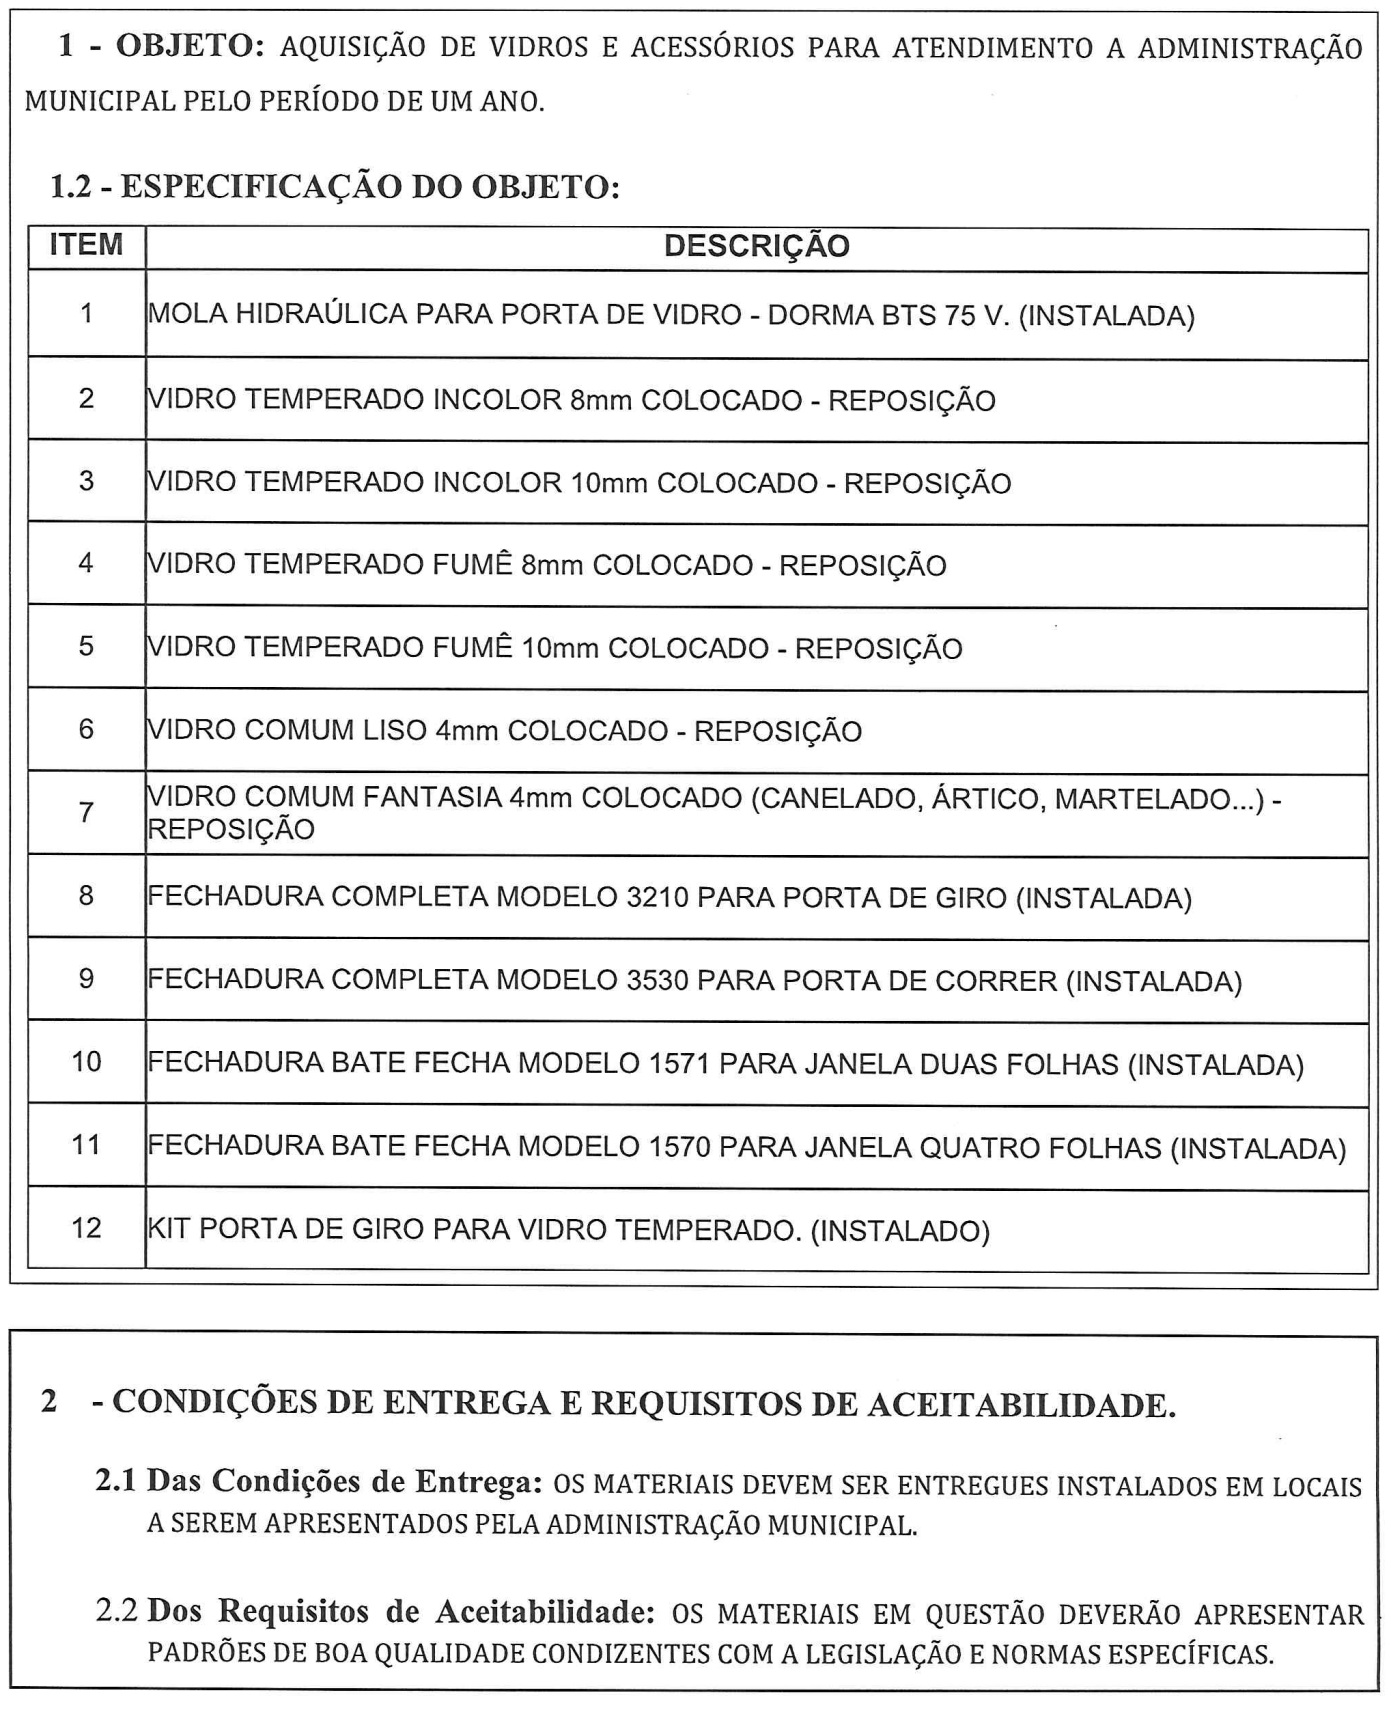 1 - OBJETO: AQUISIÇÃO DE VIDROS E ACESSÓRIOS PARA ATENDIMENTO A ADMINISTRAÇÃO
MUNICIPAL PELO PERÍODO DE UM ANO.
1.2 - ESPECIFICAÇÃO DO OBJETO:
ITEM DESCRIÇÃO
1 MOLA HIDRAÚLICA PARA PORTA DE VIDRO - DORMA BTS 75 V. (INSTALADA)
2 VIDRO TEMPERADO INCOLOR 8mm COLOCADO - REPOSIÇÃO
3 VIDRO TEMPERADO INCOLOR 10mm COLOCADO - REPOSIÇÃO
4 VIDRO TEMPERADO FUMÊ 8mm COLOCADO - REPOSIÇÃO
5 VIDRO TEMPERADO FUMÊ 10mm COLOCADO - REPOSIÇÃO
6 VIDRO COMUM LISO 4mm COLOCADO - REPOSIÇÃO
7 VIDRO COMUM FANTASIA 4mm COLOCADO (CANELADO, ÁRTICO, MARTELADO...) -
REPOSIÇÃO
8 FECHADURA COMPLETA MODELO 3210 PARA PORTA DE GIRO (INSTALADA)
9 FECHADURA COMPLETA MODELO 3530 PARA PORTA DE CORRER (INSTALADA)
10 FECHADURA BATE FECHA MODELO 1571 PARA JANELA DUAS FOLHAS (INSTALADA)
11 FECHADURA BATE FECHA MODELO 1570 PARA JANELA QUATRO FOLHAS (INSTALADA)
12 KIT PORTA DE GIRO PARA VIDRO TEMPERADO. (INSTALADO)
2 - CONDIÇÕES DE ENTREGA E REQUISITOS DE ACEITABILIDADE.
2.1 Das Condições de Entrega: OS MATERIAIS DEVEM SER ENTREGUES INSTALADOS EM LOCAIS
A SEREM APRESENTADOS PELA ADMINISTRAÇÃO MUNICIPAL.
2.2 Dos Requisitos de Aceitabilidade: OS MATERIAIS EM QUESTÃO DEVERÃO APRESENTAR
PADRÕES DE BOA QUALIDADE CONDIZENTES COM A LEGISLAÇÃO E NORMAS ESPECÍFICAS.